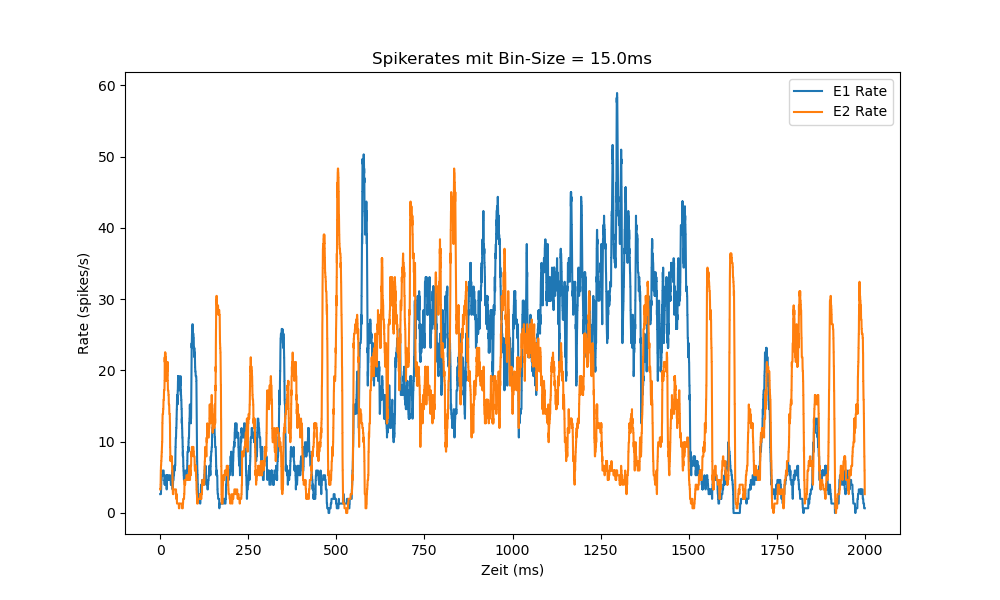 Spikerates mit Bin-Size = 15.0ms
E1 Rate
E2 Rate
Rate (spikes/s)
60
50
40
30
20
10
0
0 250 500 750 1000 1250 1500 1750 2000
Zeit (ms)